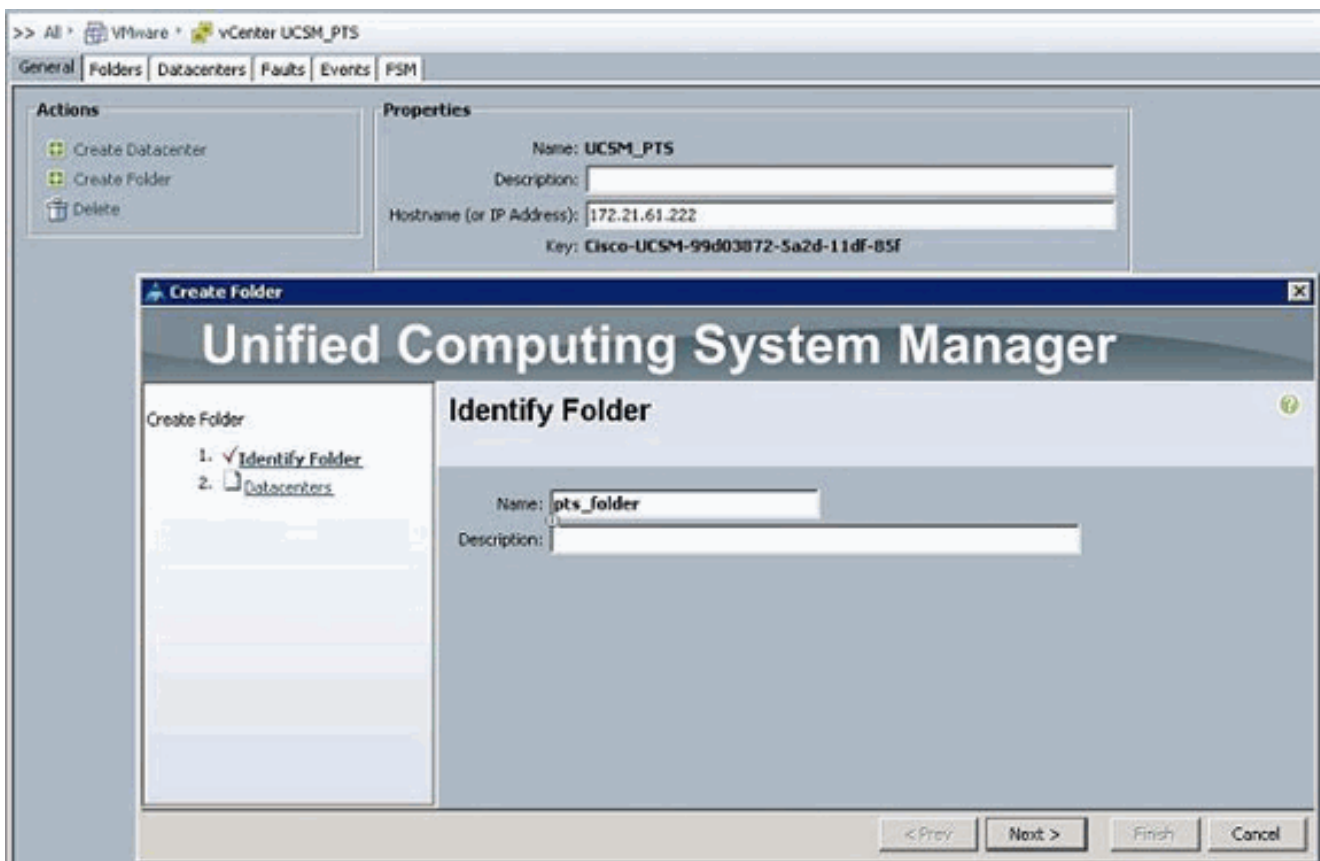 >> All ▸ VMware ▸ vCenter UCSM_PTS
General Folders Datacenters Faults Events FSM
Actions
Create Datacenter
Create Folder
Delete
Properties
Name: UCSM_PTS
Description:
Hostname (or IP Address): 172.21.61.222
Key: Cisco-UCSM-99d03872-5a2d-11df-85f
Create Folder
Unified Computing System Manager
Create Folder
1. √Identify Folder
2. Datacenters
Identify Folder
Name: pts_folder
Description:
< Prev Next > Finish Cancel